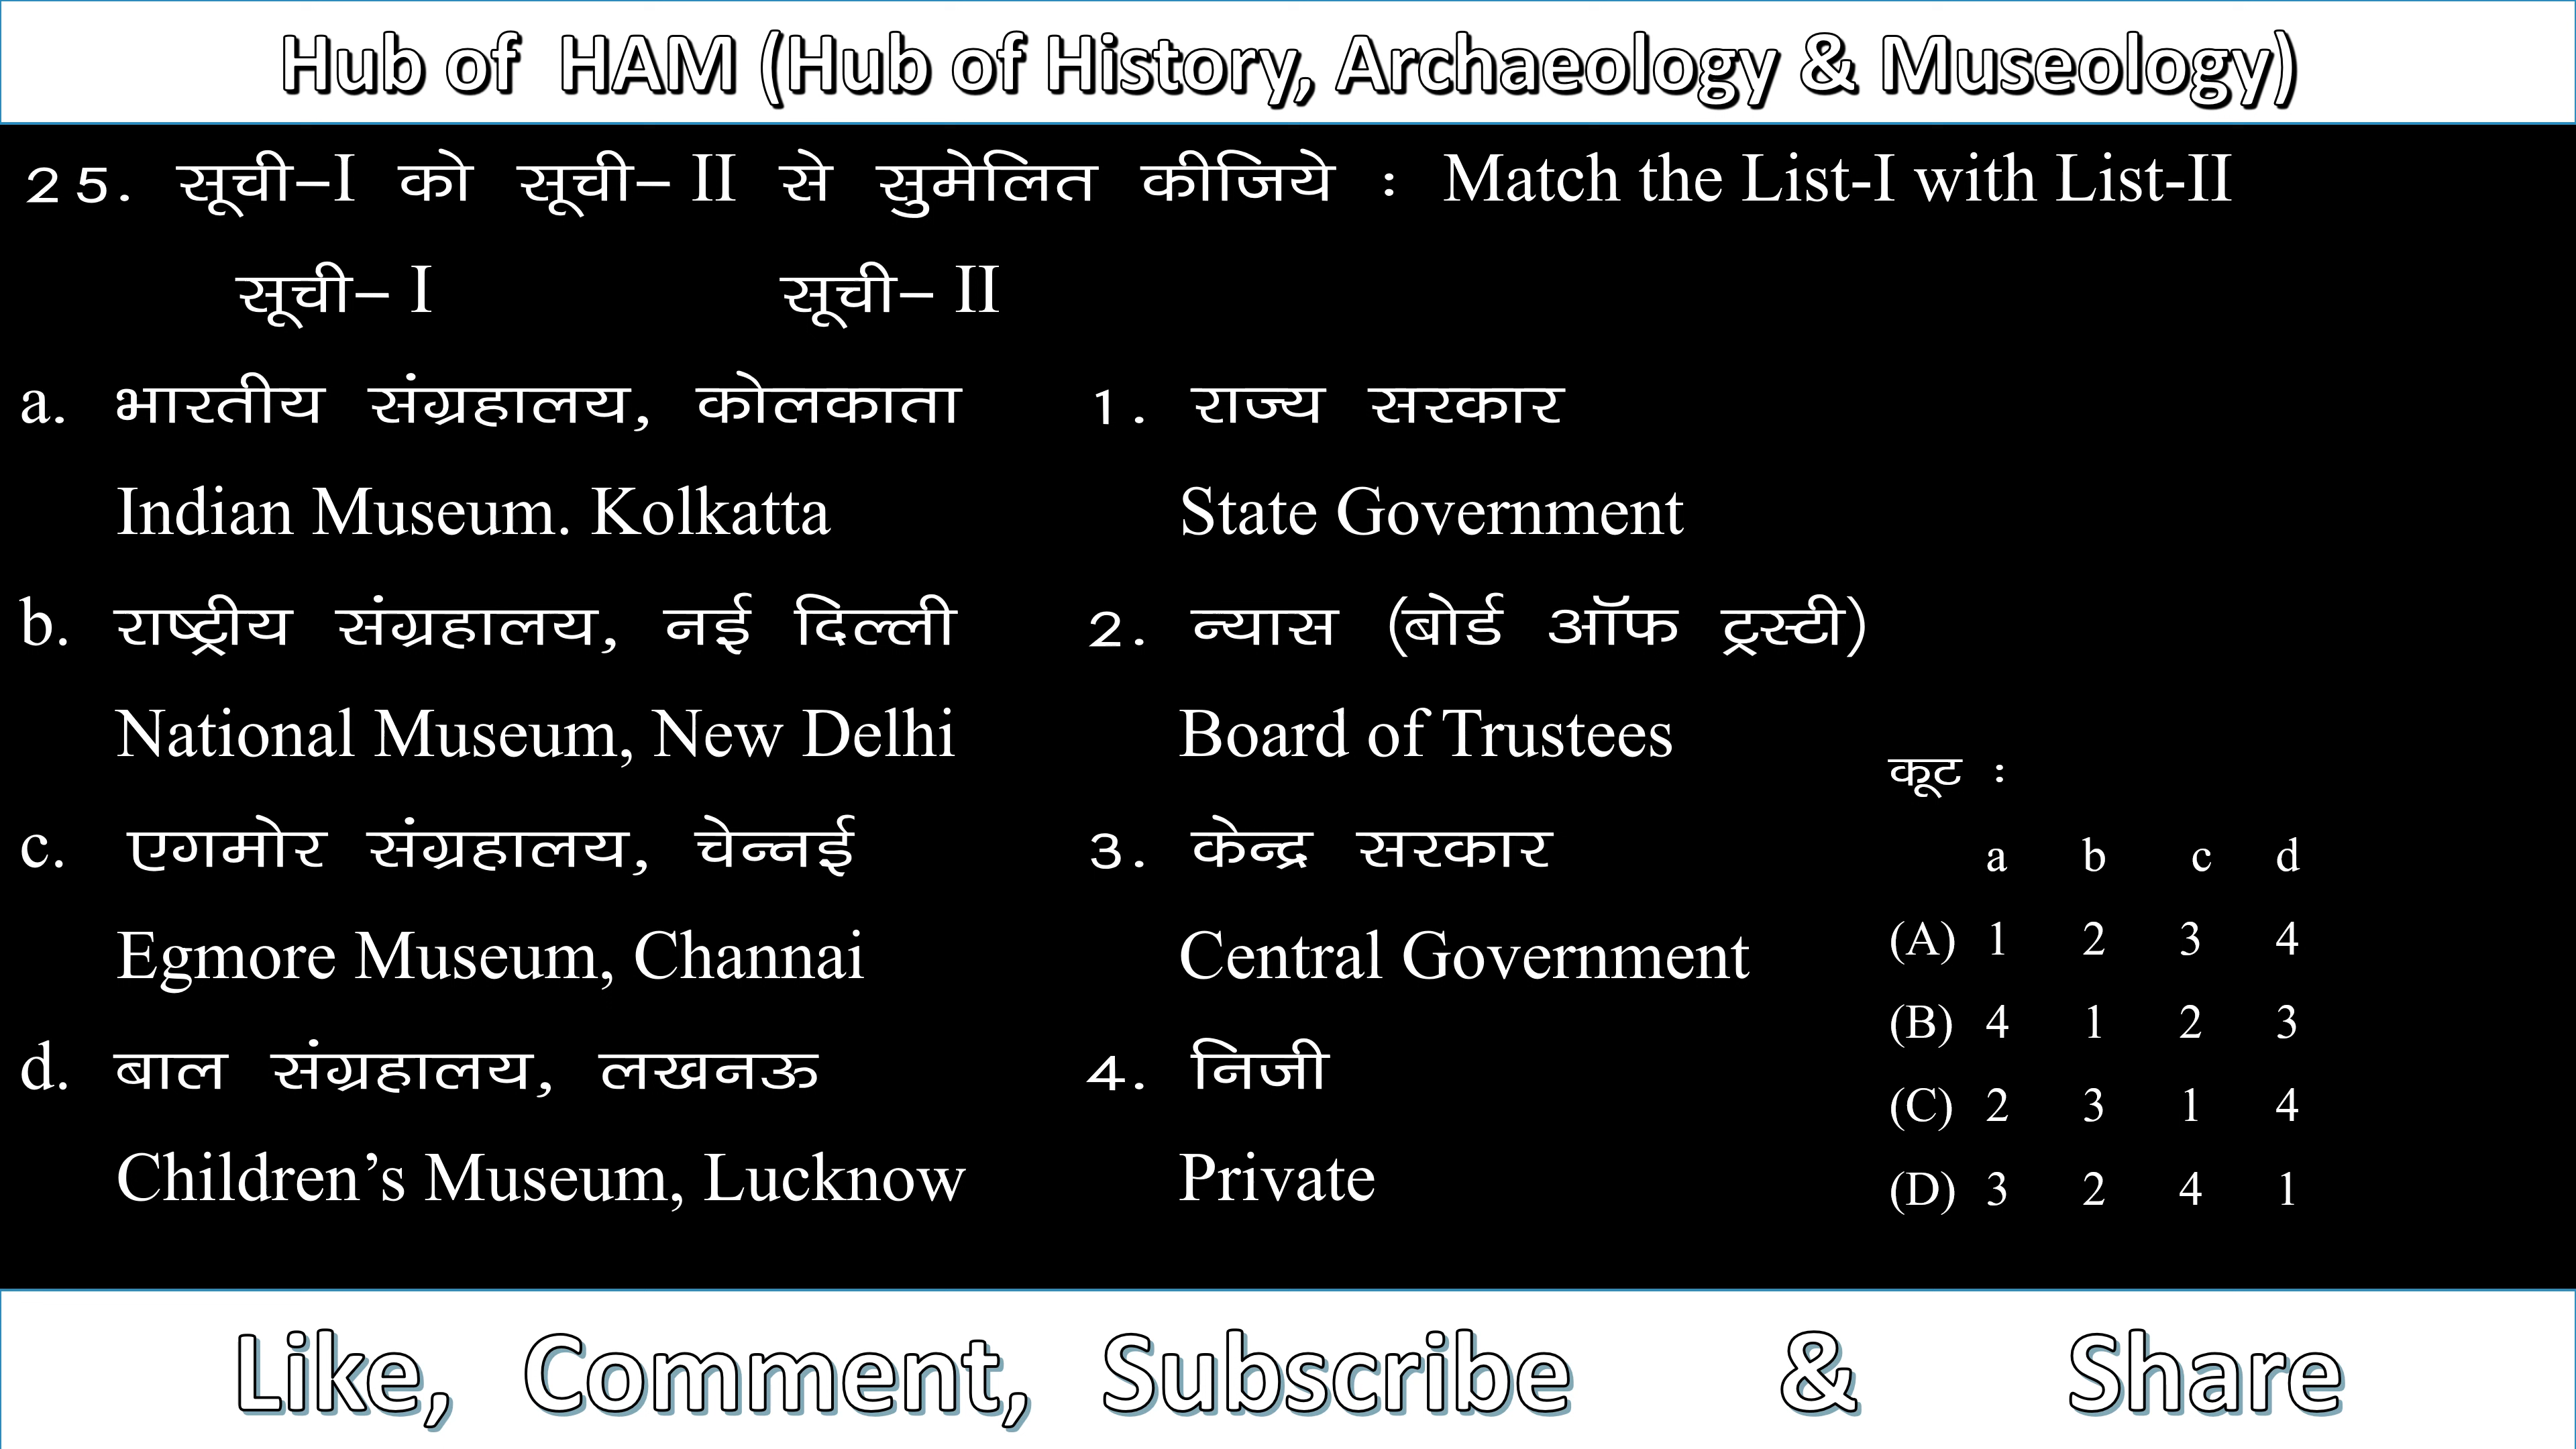 Hub of HAM (Hub of History, Archaeology & Museology)
25. सूची–I को सूची– II से सुमेलित कीजिये : Match the List-I with List-II
सूची– I सूची– II
a. भारतीय संग्रहालय, कोलकाता 1. राज्य सरकार
Indian Museum. Kolkatta State Government
b. राष्ट्रीय संग्रहालय, नई दिल्ली 2. न्यास (बोर्ड ऑफ ट्रस्टी)
National Museum, New Delhi Board of Trustees
कूट :
c. एगमोर संग्रहालय, चेन्नई 3. केन्द्र सरकार
a b c d
Egmore Museum, Channai Central Government
(A) 1 2 3 4
(B) 4 1 2 3
d. बाल संग्रहालय, लखनऊ 4. निजी
(C) 2 3 1 4
Children’s Museum, Lucknow Private
(D) 3 2 4 1
Like, Comment, Subscribe & Share